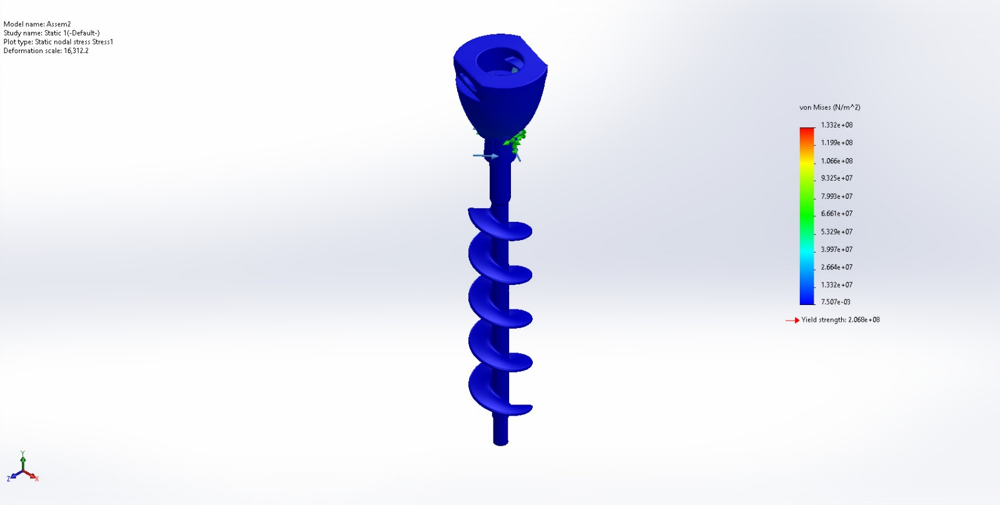 Model name: Assem2
Study name: Static 1(-Default-)
Plot type: Static nodal stress Stress1
Deformation scale: 16,312.2
von Mises (N/m^2)
1.332e+08
1.199e+08
1.066e+08
9.325e+07
7.993e+07
6.661e+07
5.329e+07
3.997e+07
2.664e+07
1.332e+07
7.507e-03
Yield strength: 2.068e+08
Y
Z
X